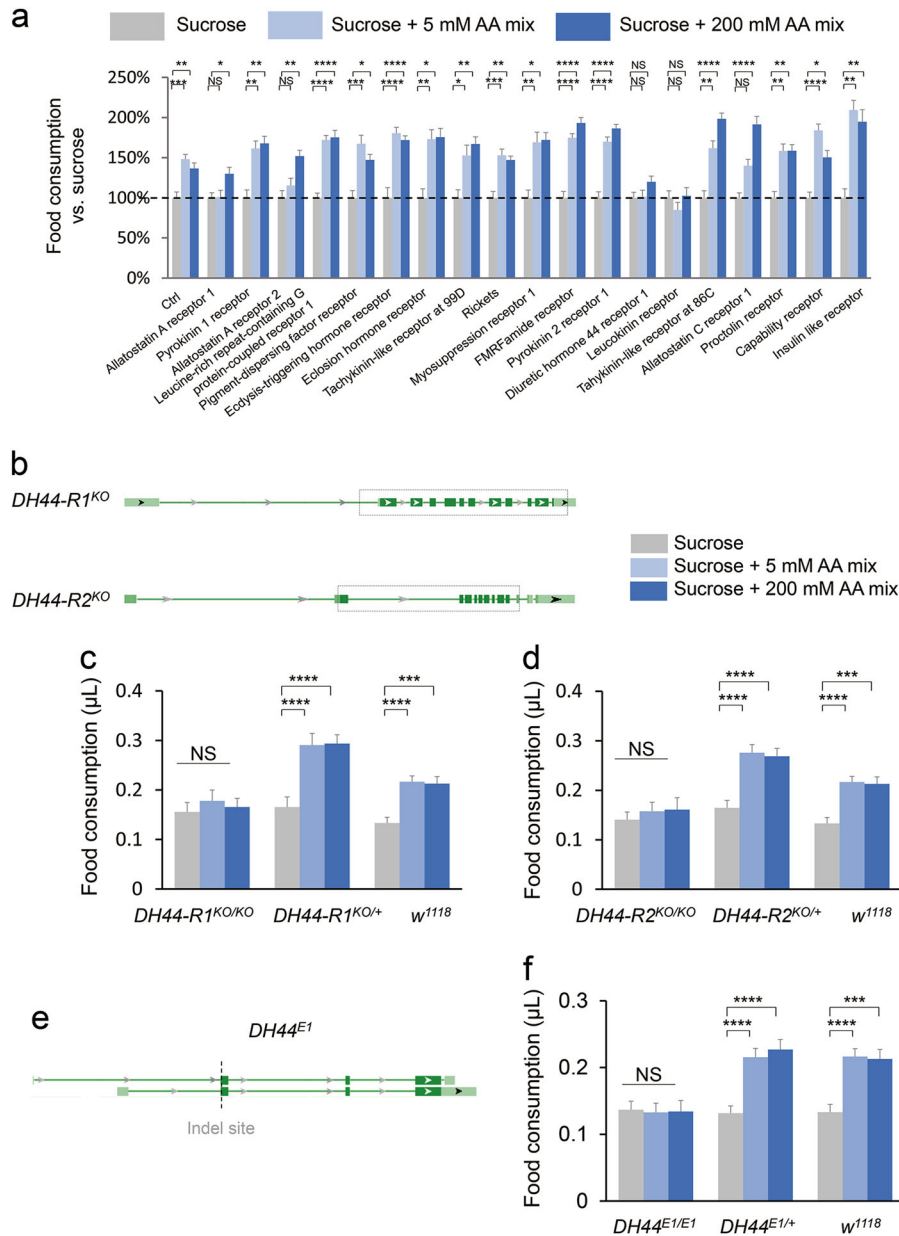 a
Sucrose Sucrose + 5 mM AA mix Sucrose + 200 mM AA mix
** * ** ** **** * **** * ** ** * **** **** NS NS **** **** ** * **
*** NS ** NS **** *** **** ** * *** ** **** **** NS NS ** NS ** **** **
Food consumption
vs. sucrose
250%
200%
150%
100%
50%
0%
Ctrl
Allatostatin A receptor 1
Pyrokinin 1 receptor
Allatostatin A receptor 2
Leucine-rich repeat-containing G
protein-coupled receptor 1
Pigment-dispersing factor receptor
Ecdysis-triggering hormone receptor
Eclosion hormone receptor
Tachykinin-like receptor at 99D
Rickets
Myosuppression receptor 1
FMRFamide receptor
Pyrokinin 2 receptor 1
Diuretic hormone 44 receptor 1
Leucokinin receptor
Tahykinin-like receptor at 86C
Allatostatin C receptor 1
Proctolin receptor
Capability receptor
Insulin like receptor
b
DH44-R1KO
DH44-R2KO
Sucrose
Sucrose + 5 mM AA mix
Sucrose + 200 mM AA mix
c
Food consumption (µL)
0.4
0.3
0.2
0.1
0
NS
**** ***
**** ****
DH44-R1KO/KO DH44-R1KO/+ w1118
d
Food consumption (µL)
0.4
0.3
0.2
0.1
0
NS
**** ***
**** ****
DH44-R2KO/KO DH44-R2KO/+ w1118
e
DH44E1
Indel site
f
Food consumption (µL)
0.3
0.2
0.1
0
NS
**** ***
**** ****
DH44E1/E1 DH44E1/+ w1118